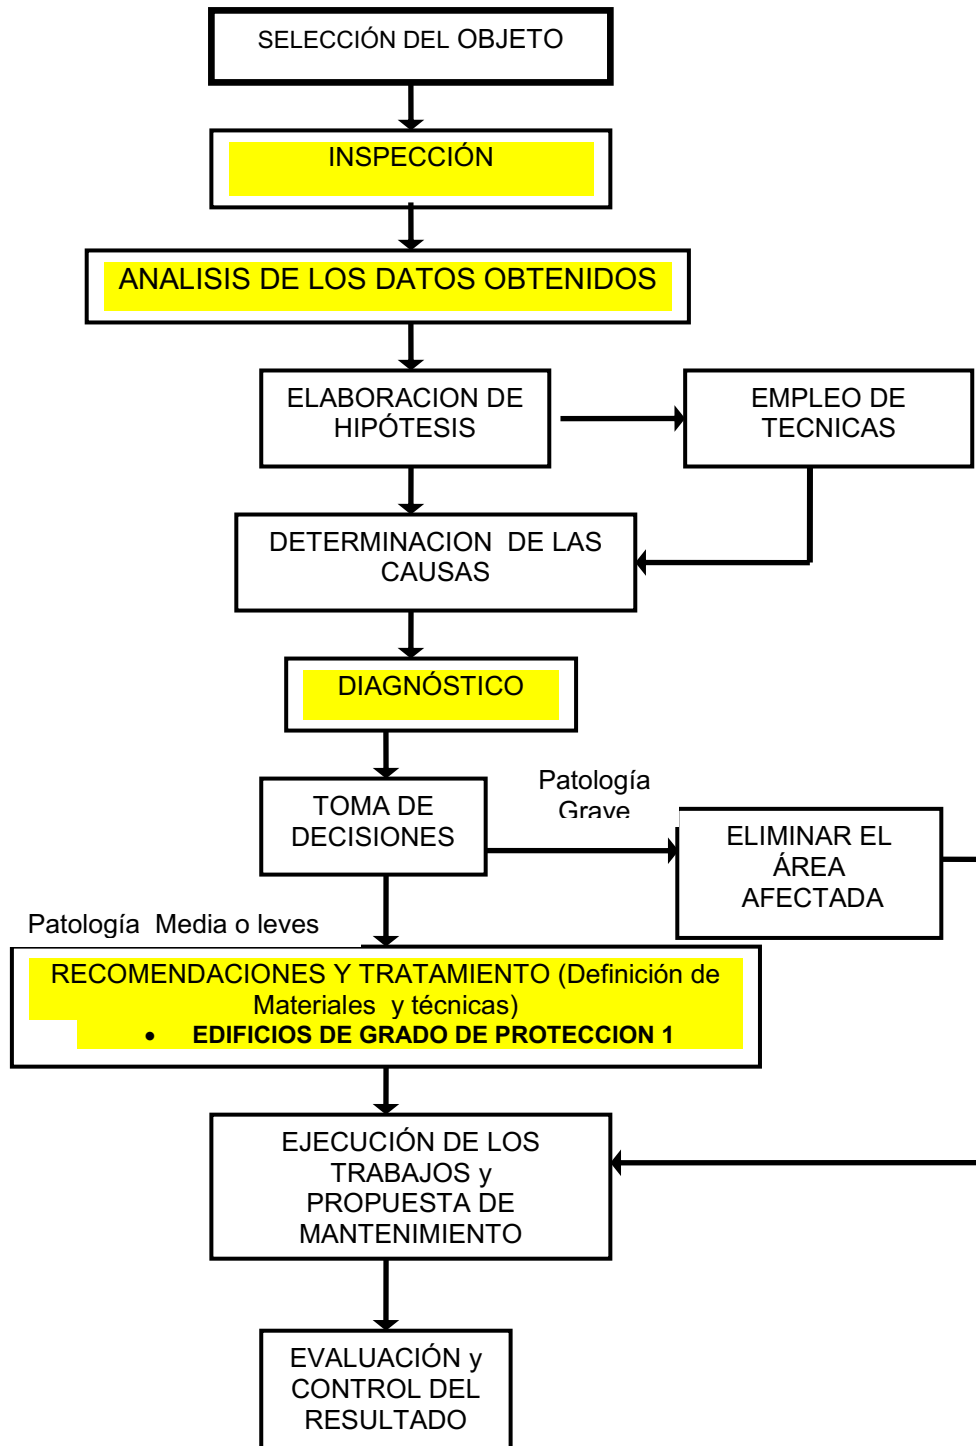 SELECCIÓN DEL OBJETO
INSPECCIÓN
ANALISIS DE LOS DATOS OBTENIDOS
ELABORACION DE
HIPÓTESIS
EMPLEO DE
TECNICAS
DETERMINACION  DE LAS
CAUSAS
DIAGNÓSTICO
TOMA DE
DECISIONES
Patología
Grave
ELIMINAR EL
ÁREA
AFECTADA
Patología  Media o leves
RECOMENDACIONES Y TRATAMIENTO (Definición de
Materiales  y técnicas)
• EDIFICIOS DE GRADO DE PROTECCION 1
EJECUCIÓN DE LOS
TRABAJOS y
PROPUESTA DE
MANTENIMIENTO
EVALUACIÓN y
CONTROL DEL
RESULTADO